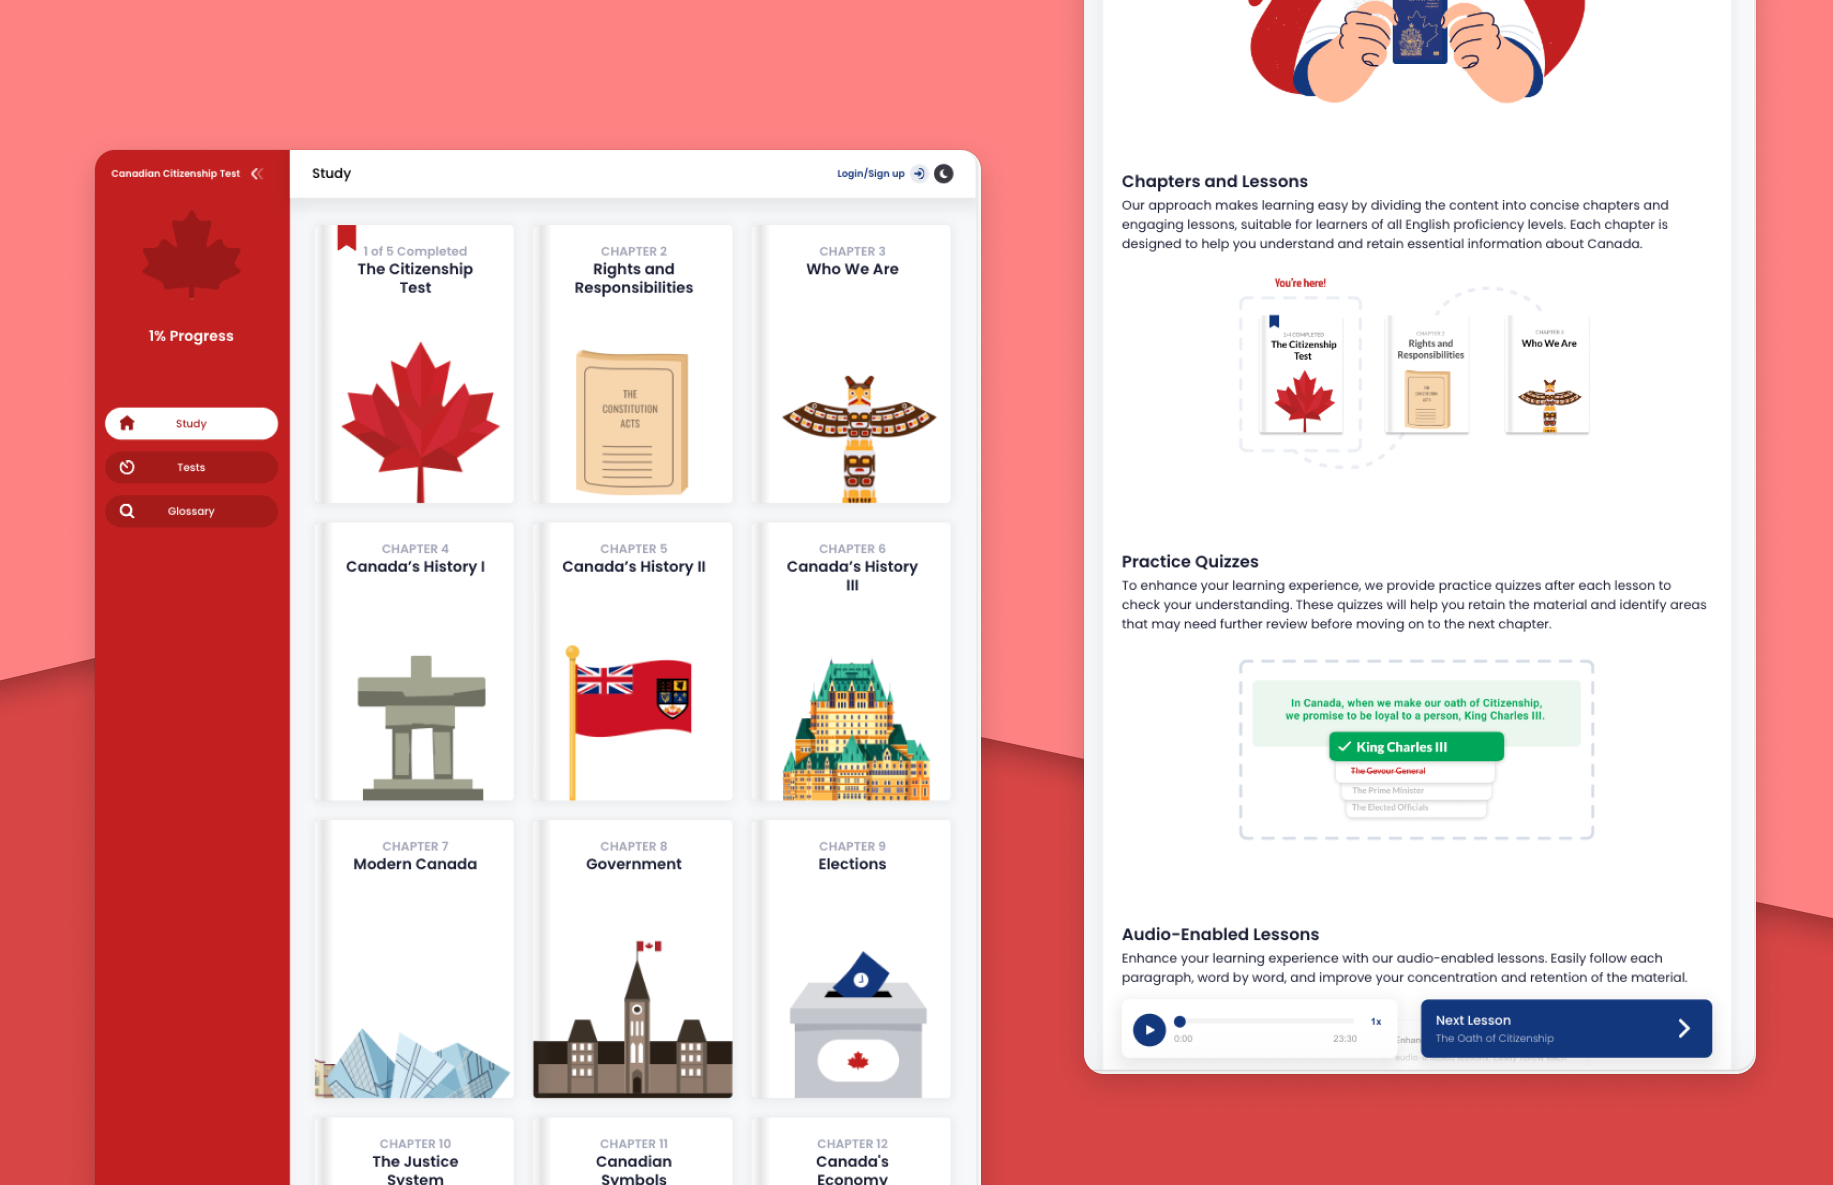 Canadian Citizenship Test
1% Progress
Study
Tests
Glossary
Study
Login/Sign up
1 of 5 Completed
The Citizenship
Test
CHAPTER 2
Rights and
Responsibilities
THE
CONSTITUTION
ACTS
CHAPTER 3
Who We Are
CHAPTER 4
Canada's History I
CHAPTER 5
Canada's History II
CHAPTER 6
Canada's History
III
CHAPTER 7
Modern Canada
CHAPTER 8
Government
CHAPTER 9
Elections
CHAPTER 10
The Justice
System
CHAPTER 11
Canadian
Symbols
CHAPTER 12
Canada's
Economy
Chapters and Lessons
Our approach makes learning easy by dividing the content into concise chapters and
engaging lessons, suitable for learners of all English proficiency levels. Each chapter is
designed to help you understand and retain essential information about Canada.
You're here!
COMPLETED
The Citizenship
Test
CHAPTER 2
Rights and
Responsibilities
THE
CONSTITUTION
ACTS
CHAPTER 3
Who We Are
Practice Quizzes
To enhance your learning experience, we provide practice quizzes after each lesson to
check your understanding. These quizzes will help you retain the material and identify areas
that may need further review before moving on to the next chapter.
In Canada, when we make our oath of Citizenship,
we promise to be loyal to a person, King Charles III.
King Charles III
The Gevour General
The Prime Minister
The Elected Officials
Audio-Enabled Lessons
Enhance your learning experience with our audio-enabled lessons. Easily follow each
paragraph, word by word, and improve your concentration and retention of the material.
0:00
23:30
1x
Next Lesson
The Oath of Citizenship